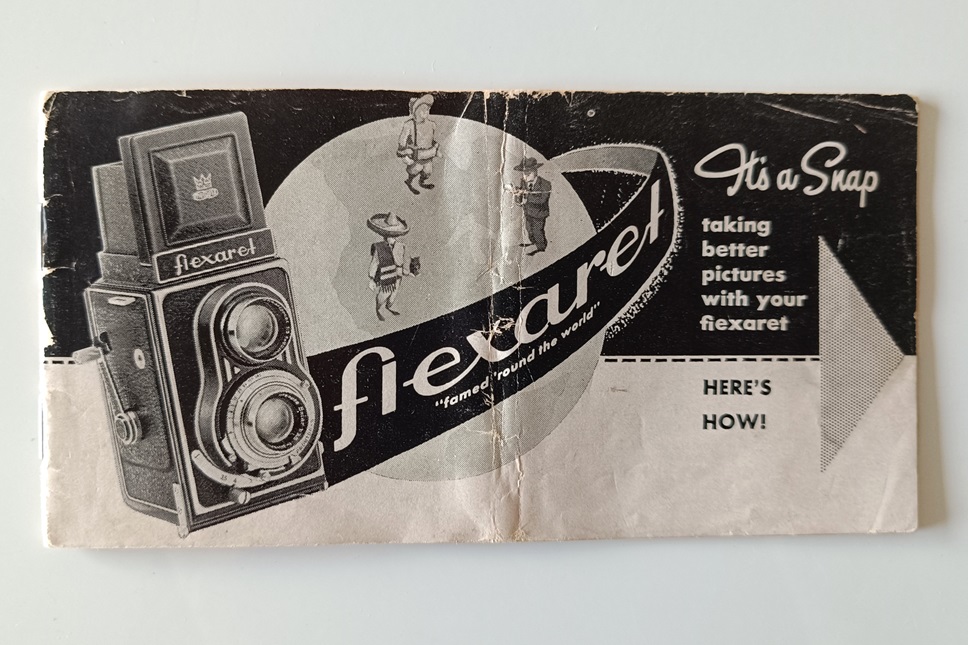 It's a Snap
taking
better
pictures
with your
flexaret
HERE'S
HOW!
flexaret
flexaret
"famed 'round the world"